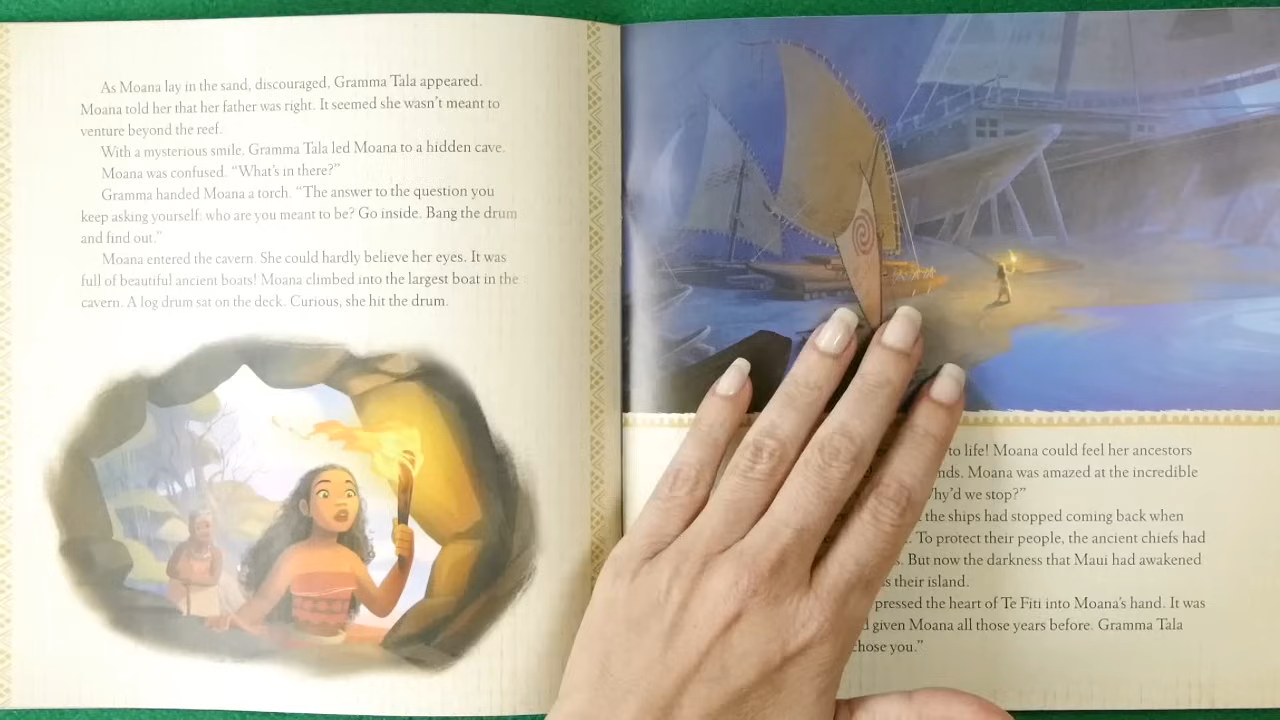 As Moana lay in the sand, discouraged, Gramma Tala appeared.
Moana told her that her father was right. It seemed she wasn't meant to
venture beyond the reef.
With a mysterious smile, Gramma Tala led Moana to a hidden cave.
Moana was confused. “What's in there?”
Gramma handed Moana a torch. “The answer to the question you
keep asking yourself: who are you meant to be? Go inside. Bang the drum
and find out.”
Moana entered the cavern. She could hardly believe her eyes. It was
full of beautiful ancient boats! Moana climbed into the largest boat in the
cavern. A log drum sat on the deck. Curious, she hit the drum.
to life! Moana could feel her ancestors
Moana was amazed at the incredible
Why'd we stop?”
the ships had stopped coming back when
To protect their people, the ancient chiefs had
But now the darkness that Maui had awakened
their island.
pressed the heart of Te Fiti into Moana's hand. It was
given Moana all those years before. Gramma Tala
chose you.”